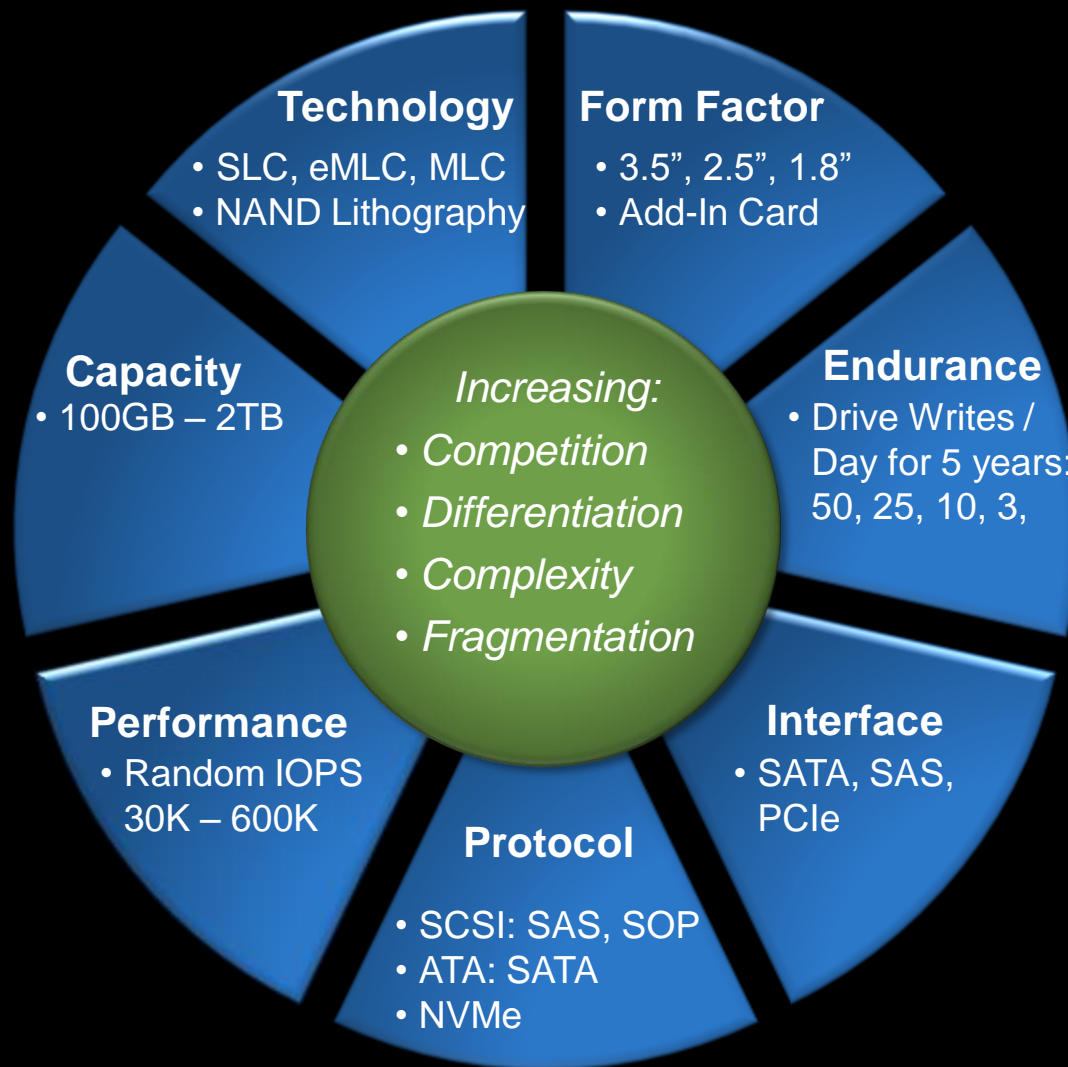 Technology
• SLC, eMLC, MLC
• NAND Lithography
Form Factor
• 3.5”, 2.5”, 1.8”
• Add-In Card
Capacity
• 100GB – 2TB
Increasing:
• Competition
• Differentiation
• Complexity
• Fragmentation
Endurance
• Drive Writes /
Day for 5 years:
50, 25, 10, 3,
Performance
• Random IOPS
30K – 600K
Protocol
• SCSI: SAS, SOP
• ATA: SATA
• NVMe
Interface
• SATA, SAS,
PCIe